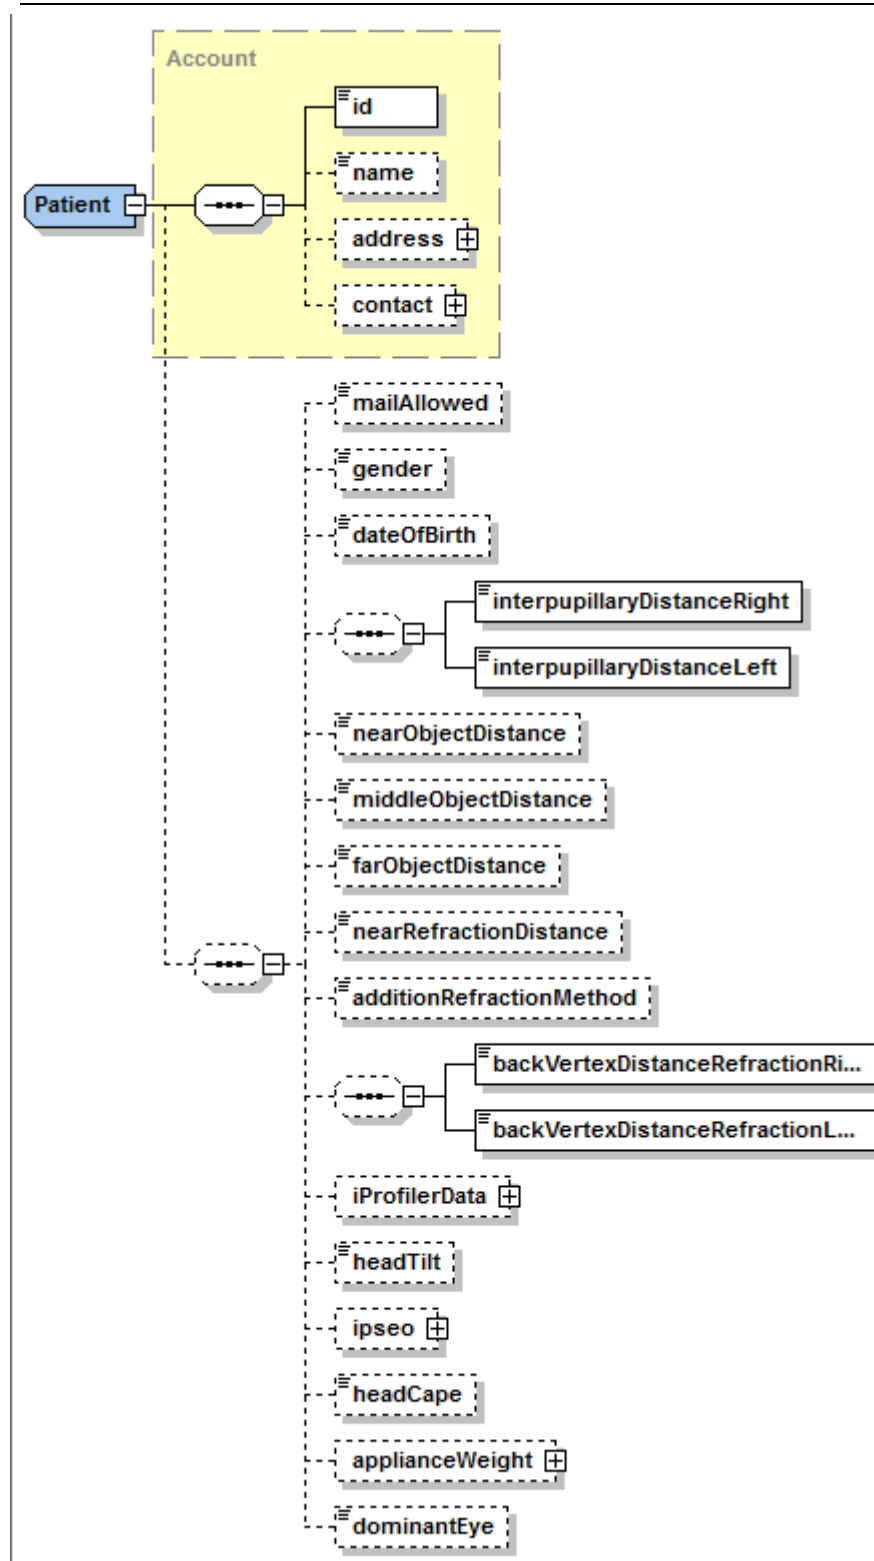 Account
id
name
Patient
address
contact
mailAllowed
gender
dateOfBirth
interpupillaryDistanceRight
interpupillaryDistanceLeft
nearObjectDistance
middleObjectDistance
farObjectDistance
nearRefractionDistance
additionRefractionMethod
backVertexDistanceRefractionRi...
backVertexDistanceRefractionL...
iProfilerData
headTilt
ipseo
headCape
applianceWeight
dominantEye